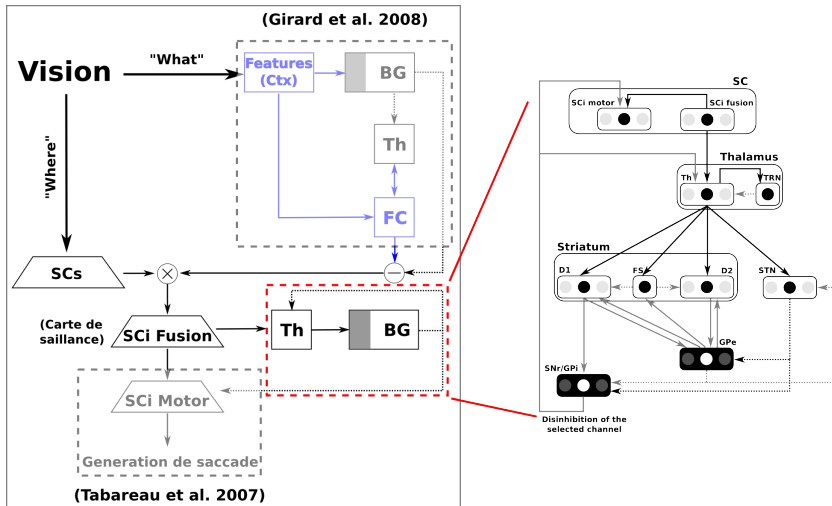 (Girard et al. 2008)
Vision
"What"
Features
(Ctx)
BG
Th
FC
"Where"
SCs
×
−
(Carte de
saillance)
SCi Fusion
Th
BG
SCi Motor
Generation de saccade
(Tabareau et al. 2007)
SC
SCi motor
SCi fusion
Thalamus
Th
TRN
Striatum
D1
FS
D2
STN
GPe
SNr/GPi
Disinhibition of the
selected channel